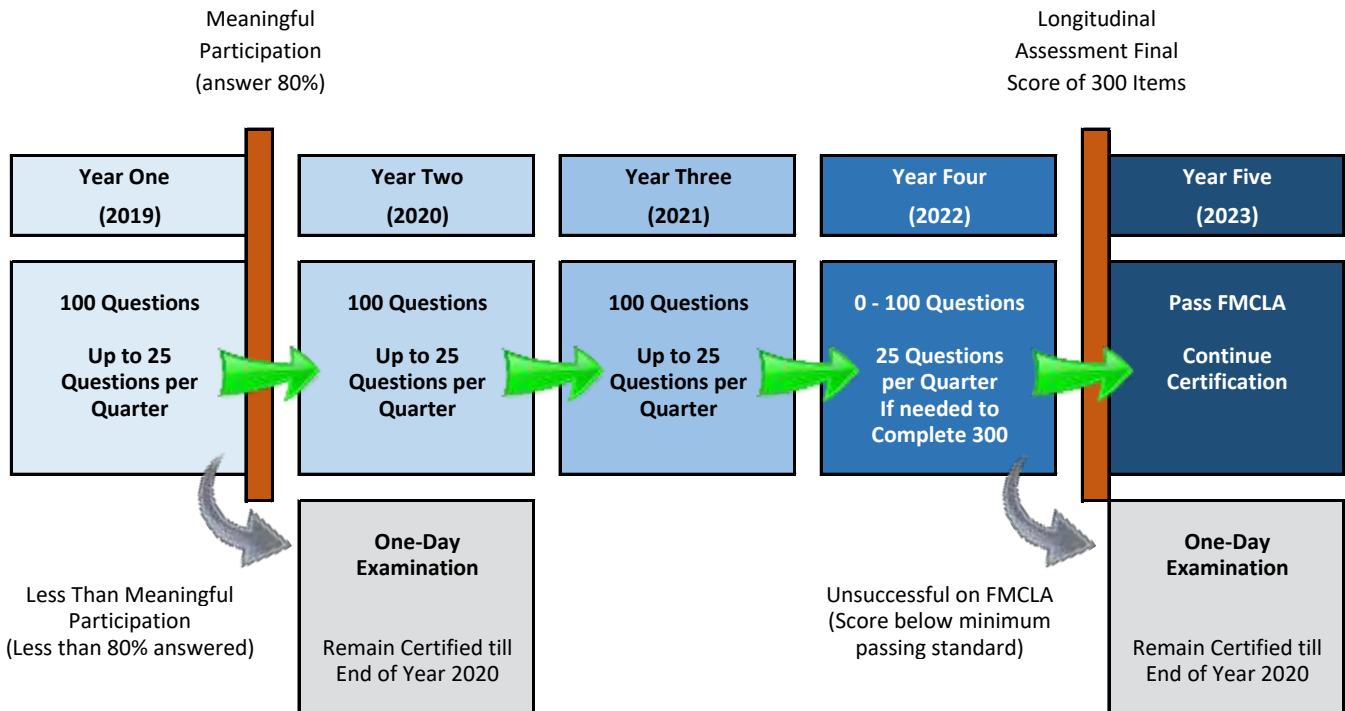 Meaningful
Participation
(answer 80%)
Longitudinal
Assessment Final
Score of 300 Items
Year One
(2019)
Year Two
(2020)
Year Three
(2021)
Year Four
(2022)
Year Five
(2023)
100 Questions
Up to 25
Questions per
Quarter
100 Questions
Up to 25
Questions per
Quarter
100 Questions
Up to 25
Questions per
Quarter
0 - 100 Questions
25 Questions
per Quarter
If needed to
Complete 300
Pass FMCLA
Continue
Certification
Less Than Meaningful
Participation
(Less than 80% answered)
One-Day
Examination
Remain Certified till
End of Year 2020
Unsuccessful on FMCLA
(Score below minimum
passing standard)
One-Day
Examination
Remain Certified till
End of Year 2020